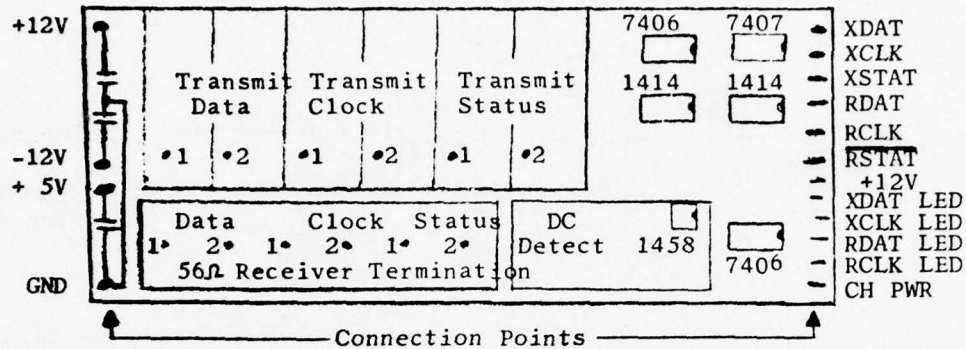 +12V
-12V
+ 5V
GND
Transmit Data
Transmit Clock
Transmit Status
•1 •2 •1 •2 •1 •2
Data Clock Status
1• 2• 1• 2• 1• 2•
56Ω Receiver Termination
DC
Detect 1458
7406 7407
1414 1414
7406
XDAT
XCLK
XSTAT
RDAT
RCLK
RSTAT
+12V
XDAT LED
XCLK LED
RDAT LED
RCLK LED
CH PWR
Connection Points